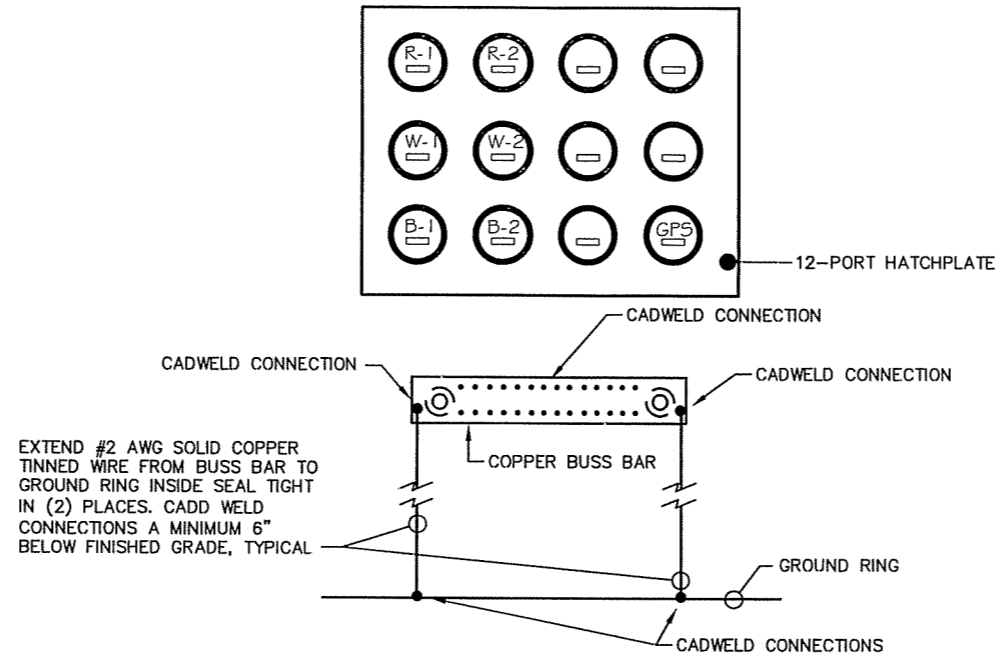 R-1 R-2
W-1 W-2
B-1 B-2 GPS
12-PORT HATCHPLATE
CADWELD CONNECTION
CADWELD CONNECTION
CADWELD CONNECTION
COPPER BUSS BAR
EXTEND #2 AWG SOLID COPPER
TINNED WIRE FROM BUSS BAR TO
GROUND RING INSIDE SEAL TIGHT
IN (2) PLACES. CADD WELD
CONNECTIONS A MINIMUM 6"
BELOW FINISHED GRADE, TYPICAL
GROUND RING
CADWELD CONNECTIONS